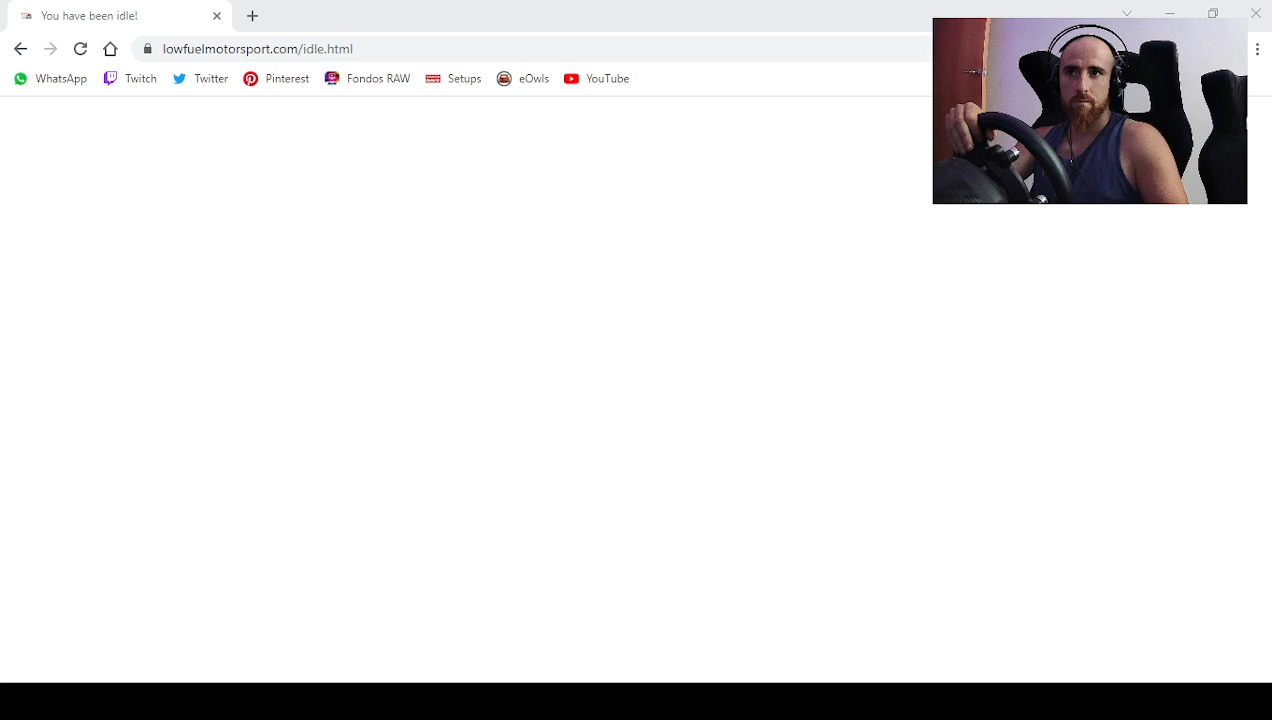 You have been idle!
lowfuelmotorsport.com/idle.html
WhatsApp Twitch Twitter Pinterest Fondos RAW Setups eOwls YouTube